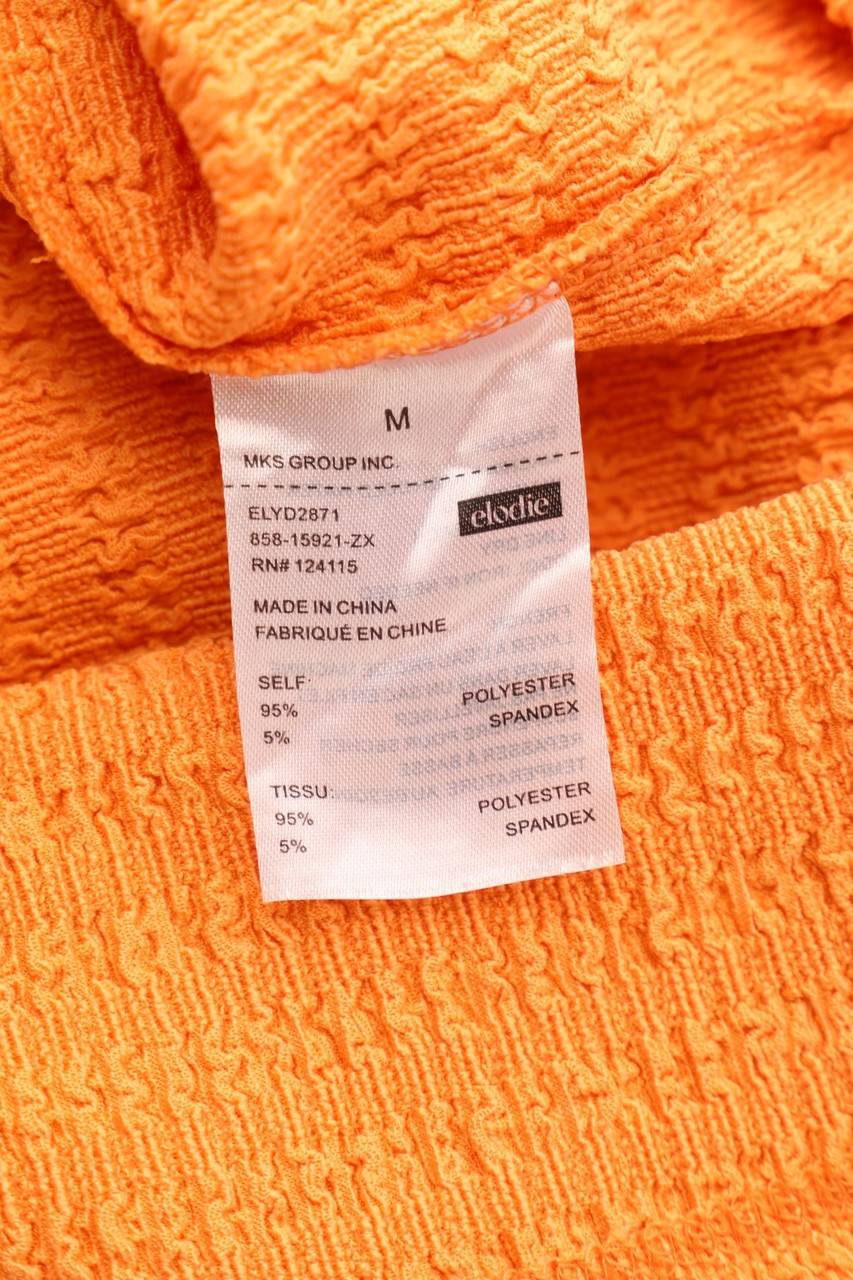 M
MKS GROUP INC.
elodie
ELYD2871
858-15921-ZX
RN# 124115
MADE IN CHINA
FABRIQUÉ EN CHINE
SELF:
95% POLYESTER
5% SPANDEX
TISSU:
95% POLYESTER
5% SPANDEX